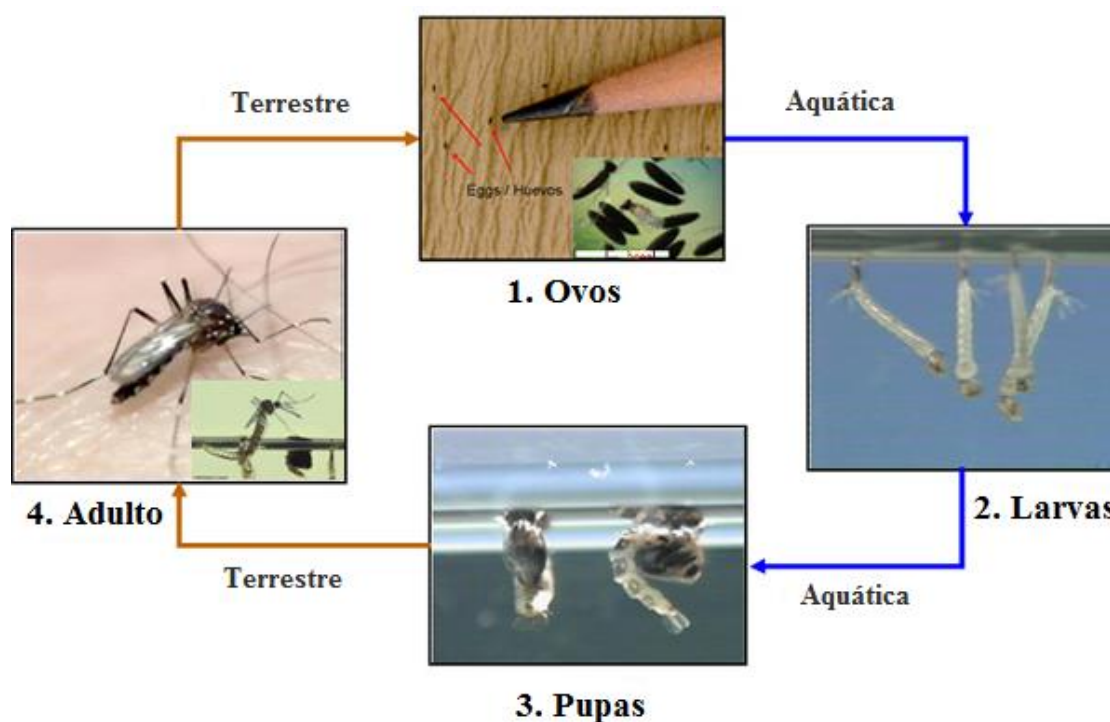 Terrestre
Aquática
Eggs / Huevos
1. Ovos
4. Adulto
2. Larvas
Terrestre
Aquática
3. Pupas